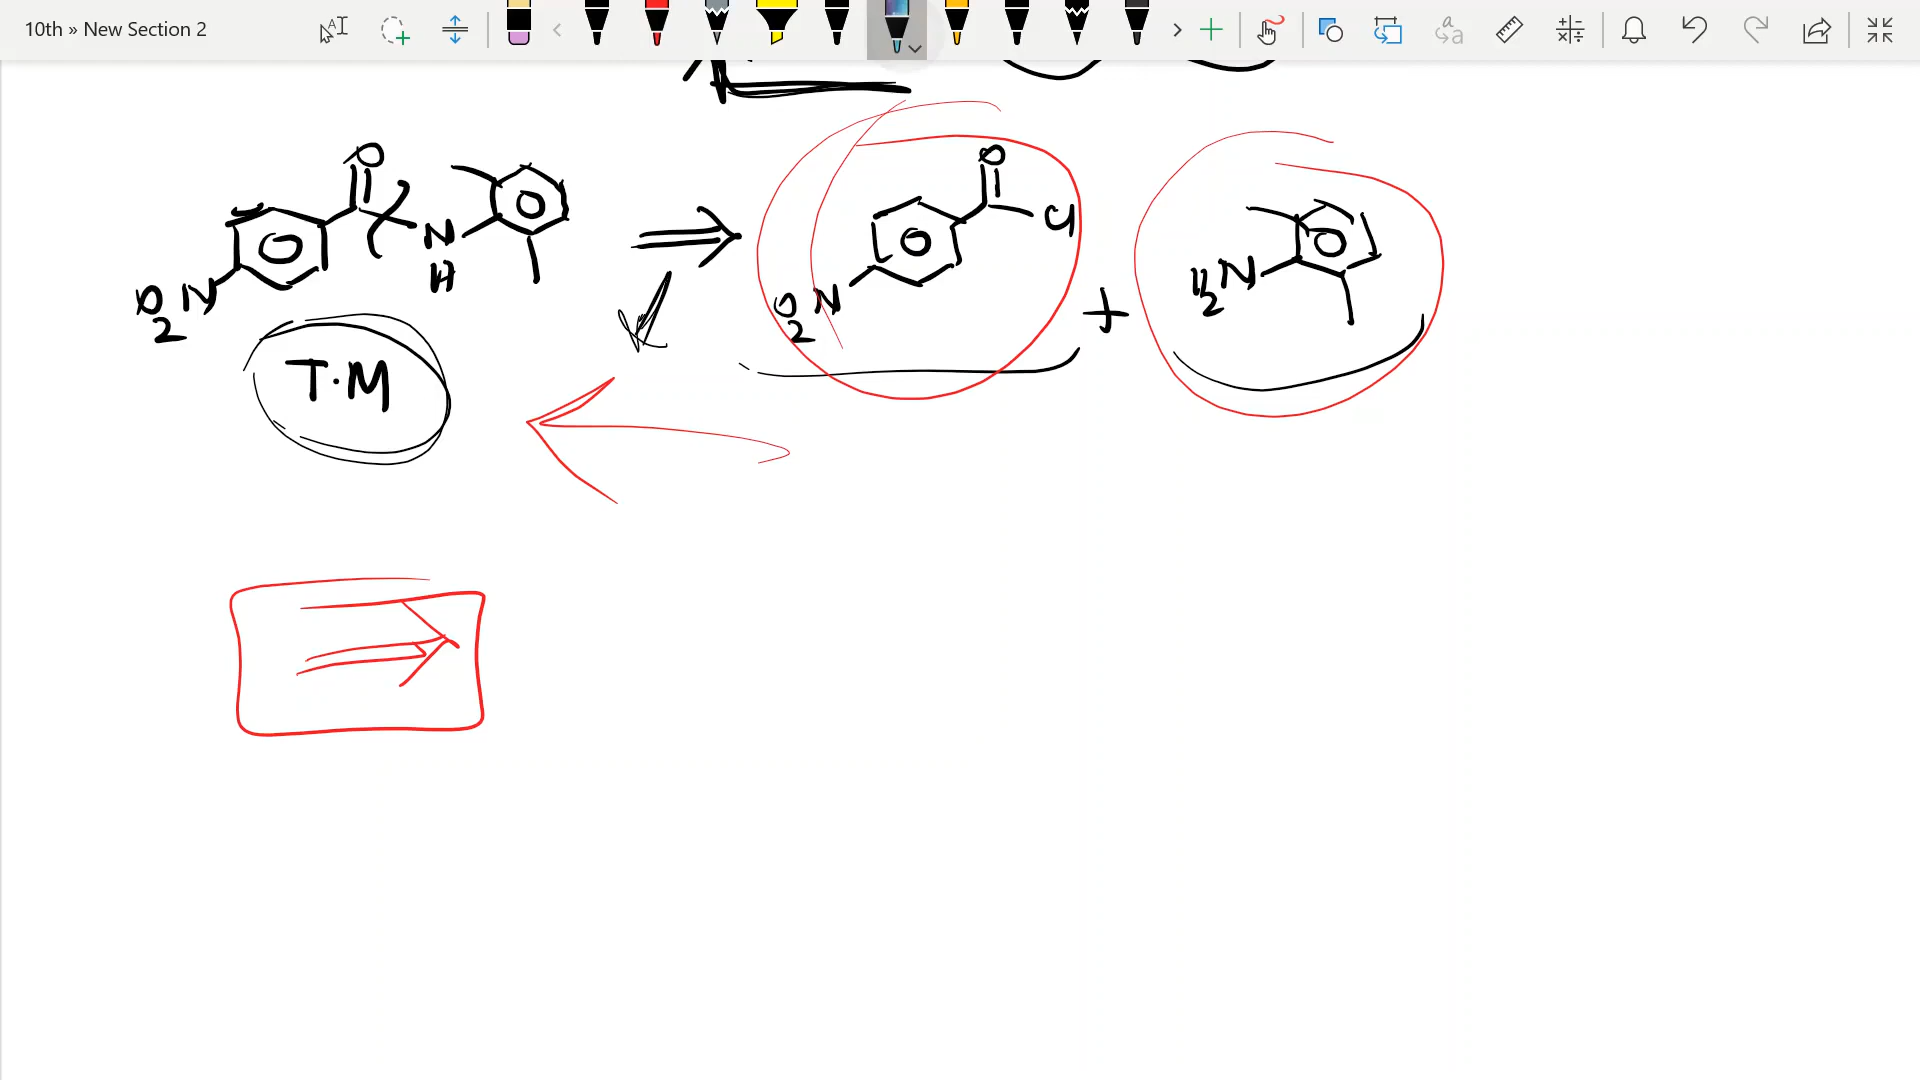 10th » New Section 2
O
O
Cl
N
H
O2N
O2N
+
H2N
T.M